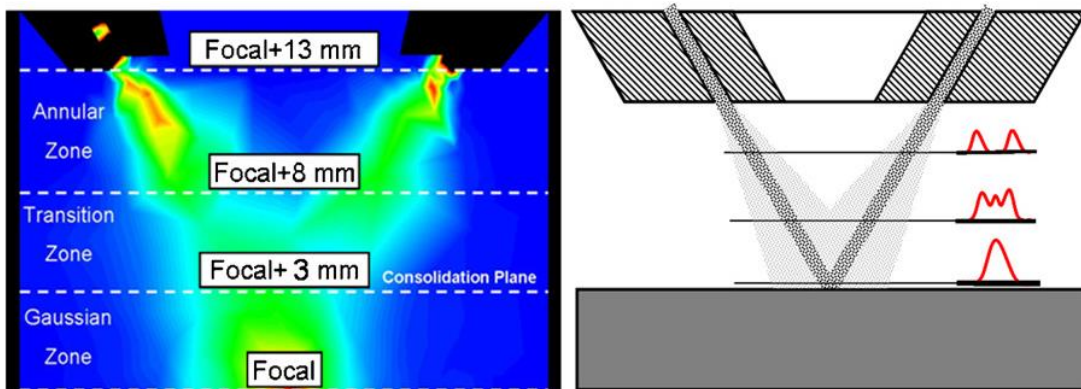 Focal+13 mm
Annular
Zone
Focal+8 mm
Transition
Zone
Focal+ 3 mm
Consolidation Plane
Gaussian
Zone
Focal